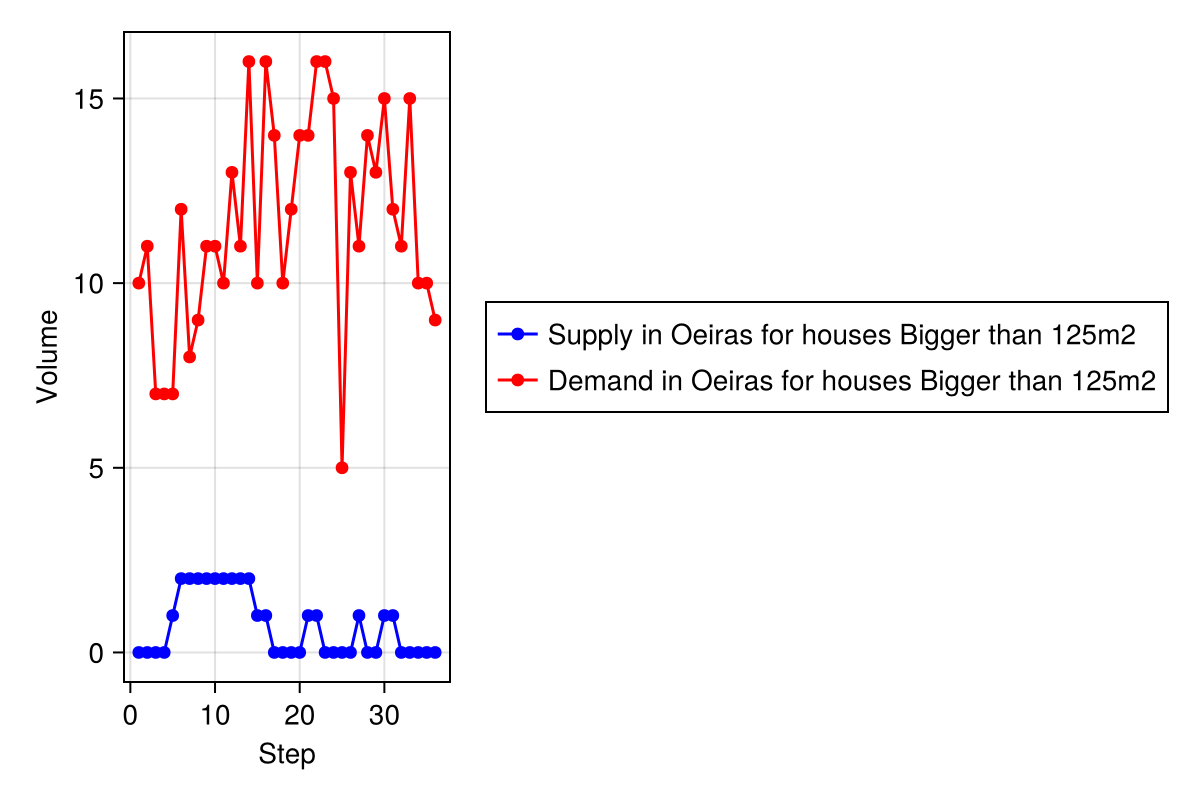 15
10
5
0
Volume
0 10 20 30
Step
Supply in Oeiras for houses Bigger than 125m2
Demand in Oeiras for houses Bigger than 125m2